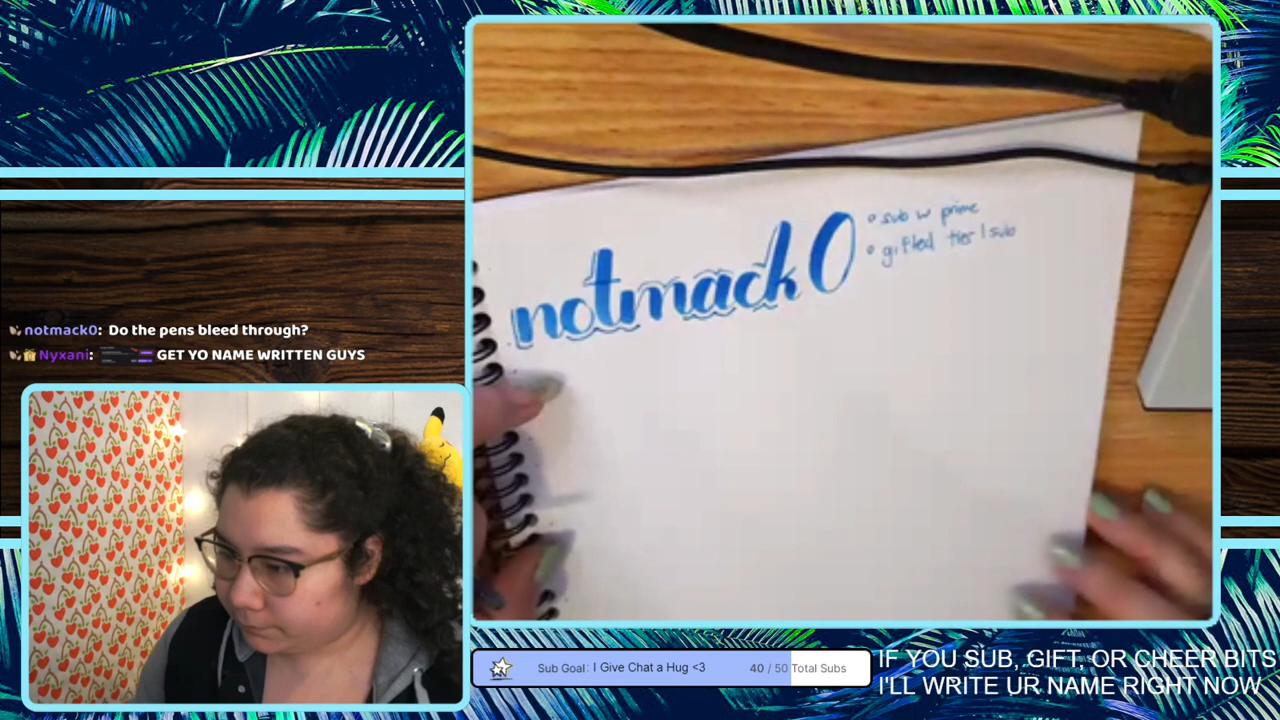 notmack0
◦ sub w prime
◦ gifted tier 1 sub
notmack0: Do the pens bleed through?
Nyxani: GET YO NAME WRITTEN GUYS
Sub Goal: I Give Chat a Hug <3 40 / 50 Total Subs
IF YOU SUB, GIFT, OR CHEER BITS
I'LL WRITE UR NAME RIGHT NOW